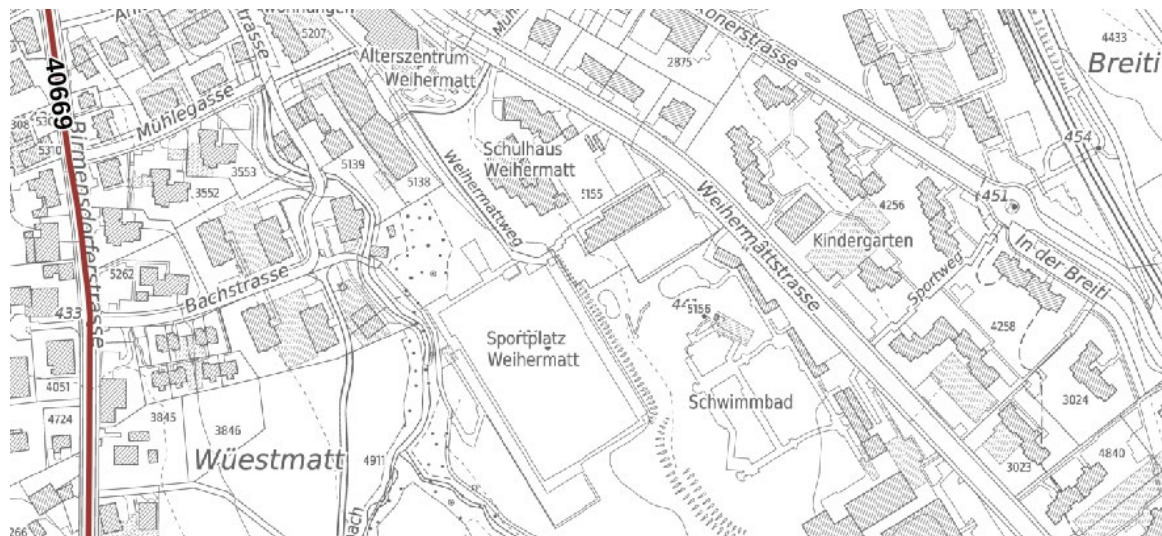 5207
Alterszentrum
Weihermatt
2875
4433
Breiti
40669
Birmensdorferstrasse
Mühlegasse
5310
3553
3552
5139
5138
Schulhaus
Weihermatt
5155
Weihermattweg
Weihermattstrasse
454
451
4256
Kindergarten
In der Breiti
Sportweg
5262
Bachstrasse
433
5156
Sportplatz
Weihermatt
4258
4051
4724
3845
3846
Schwimmbad
3024
Wüestmatt
4911
3023
4840